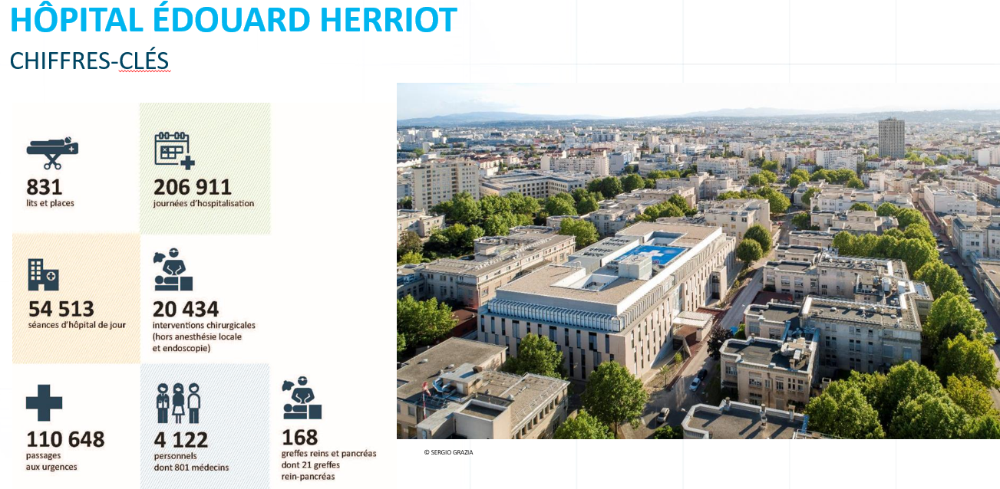 HÔPITAL ÉDOUARD HERRIOT
CHIFFRES-CLÉS
831
lits et places
206 911
journées d'hospitalisation
54 513
séances d'hôpital de jour
20 434
interventions chirurgicales
(hors anesthésie locale
et endoscopie)
110 648
passages
aux urgences
4 122
personnels
dont 801 médecins
168
greffes reins et pancréas
dont 21 greffes
rein-pancréas
© SERGIO GRAZIA